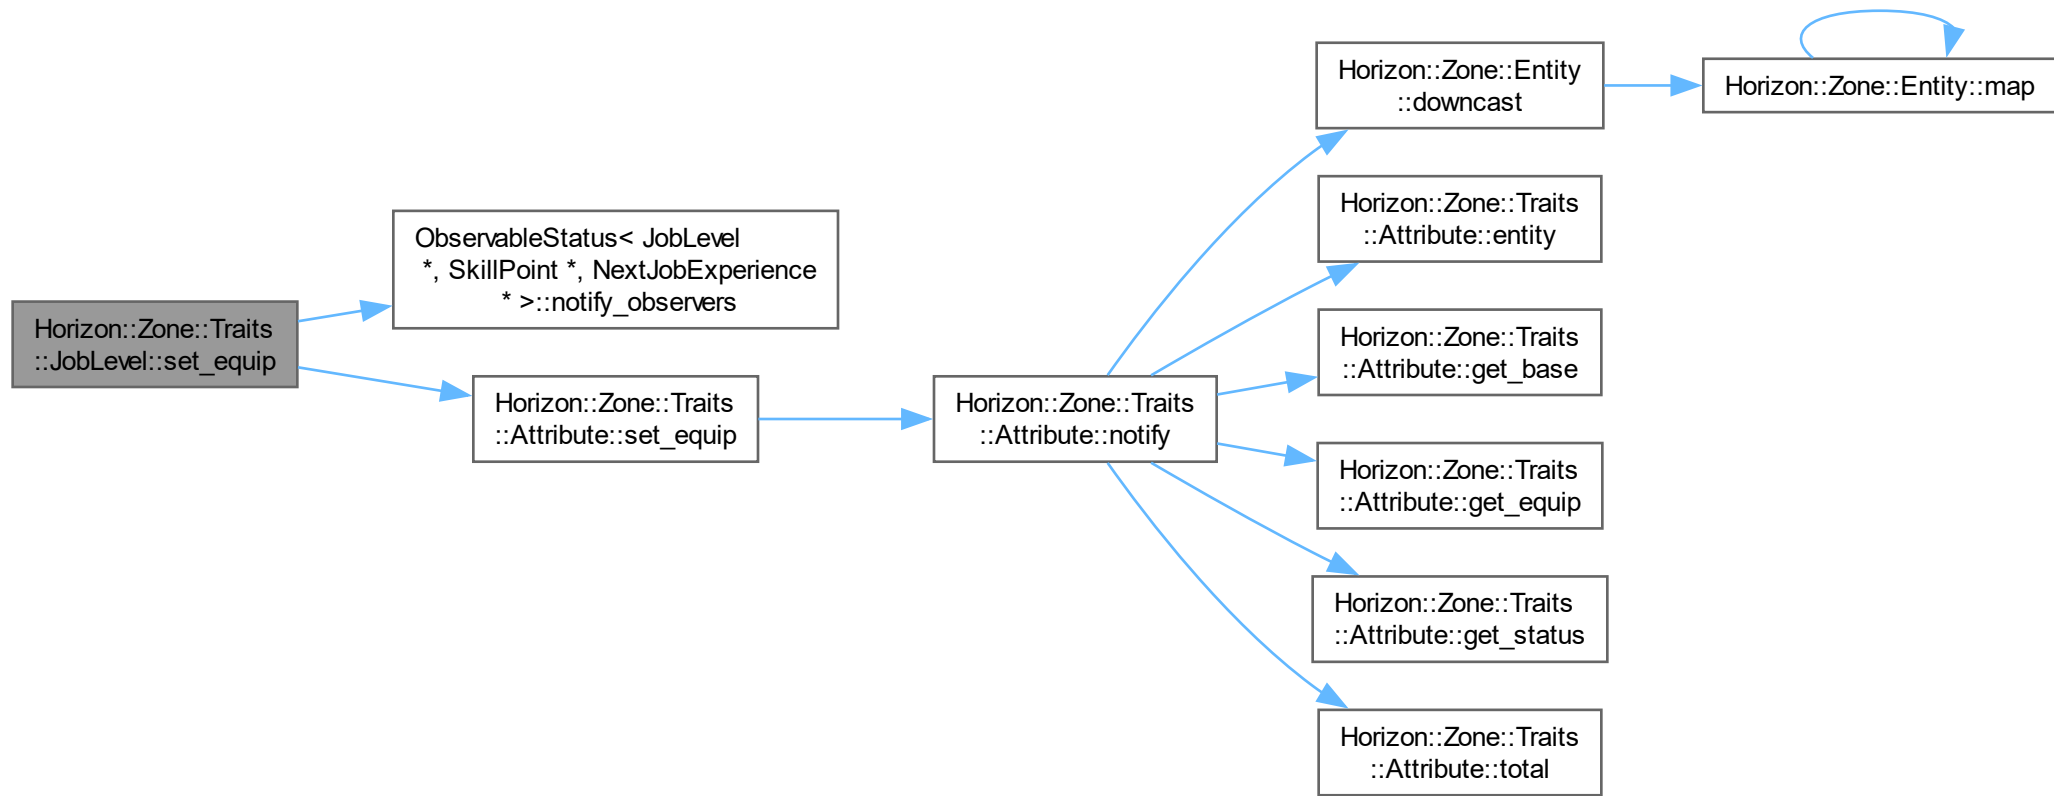 Horizon::Zone::Traits
::JobLevel::set_equip
ObservableStatus< JobLevel
*, SkillPoint *, NextJobExperience
* >::notify_observers
Horizon::Zone::Traits
::Attribute::set_equip
Horizon::Zone::Traits
::Attribute::notify
Horizon::Zone::Entity
::downcast
Horizon::Zone::Entity::map
Horizon::Zone::Traits
::Attribute::entity
Horizon::Zone::Traits
::Attribute::get_base
Horizon::Zone::Traits
::Attribute::get_equip
Horizon::Zone::Traits
::Attribute::get_status
Horizon::Zone::Traits
::Attribute::total